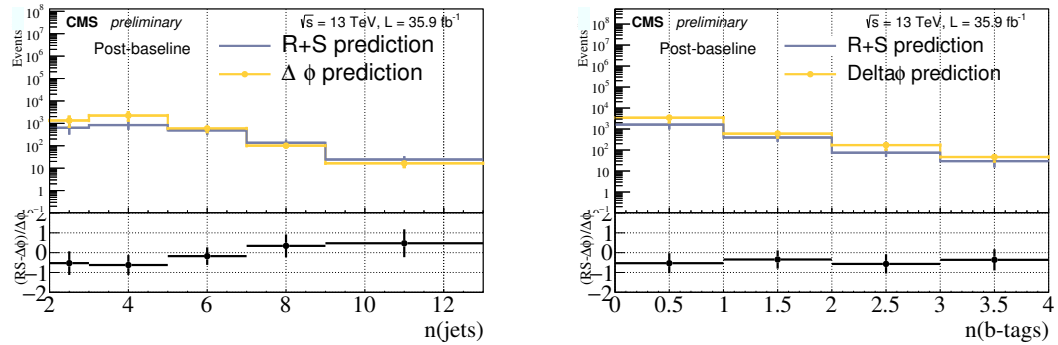 CMS preliminary √s = 13 TeV, L = 35.9 fb⁻¹
Post-baseline
R+S prediction
Δ ϕ prediction
Events
10⁸
10⁷
10⁶
10⁵
10⁴
10³
10²
10
1
(RS-Δϕ)/Δϕ
2
1
0
−1
−2
2 4 6 8 10 12
n(jets)
CMS preliminary √s = 13 TeV, L = 35.9 fb⁻¹
Post-baseline
R+S prediction
Deltaϕ prediction
Events
10⁸
10⁷
10⁶
10⁵
10⁴
10³
10²
10
1
(RS-Δϕ)/Δϕ
2
1
0
−1
−2
0 0.5 1 1.5 2 2.5 3 3.5 4
n(b-tags)